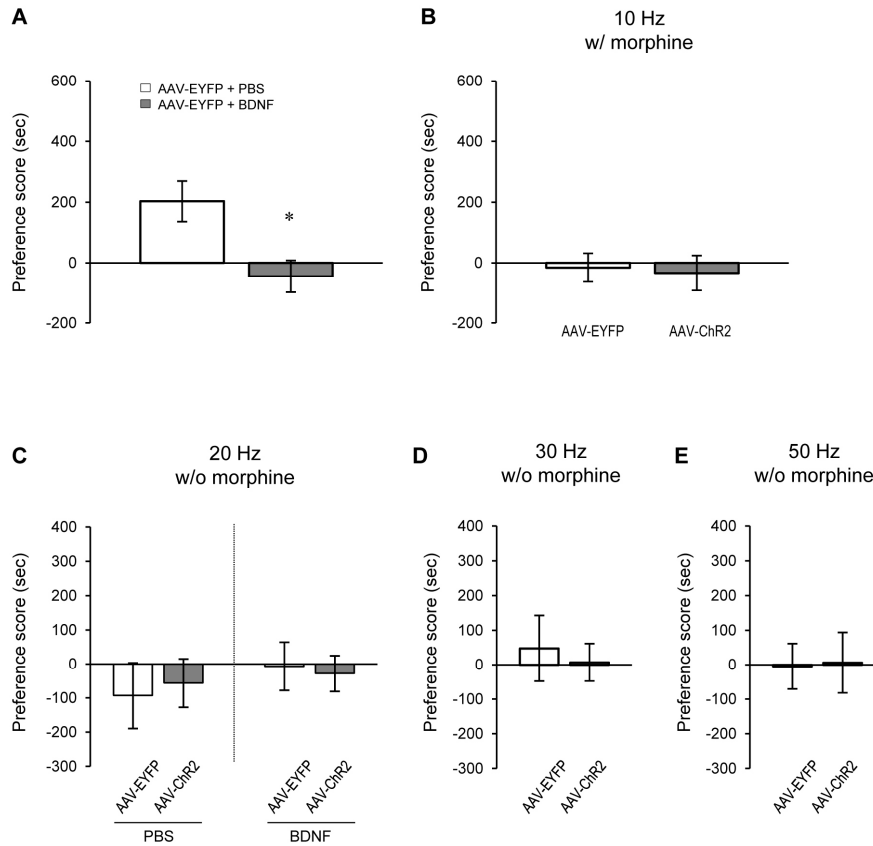 A
Preference score (sec)
600
400
200
0
-200
AAV-EYFP + PBS
AAV-EYFP + BDNF
*
B
10 Hz
w/ morphine
Preference score (sec)
600
400
200
0
-200
AAV-EYFP
AAV-ChR2
C
20 Hz
w/o morphine
Preference score (sec)
400
300
200
100
0
-100
-200
-300
AAV-EYFP
AAV-ChR2
AAV-EYFP
AAV-ChR2
PBS
BDNF
D
30 Hz
w/o morphine
Preference score (sec)
400
300
200
100
0
-100
-200
-300
AAV-EYFP
AAV-ChR2
E
50 Hz
w/o morphine
Preference score (sec)
400
300
200
100
0
-100
-200
-300
AAV-EYFP
AAV-ChR2